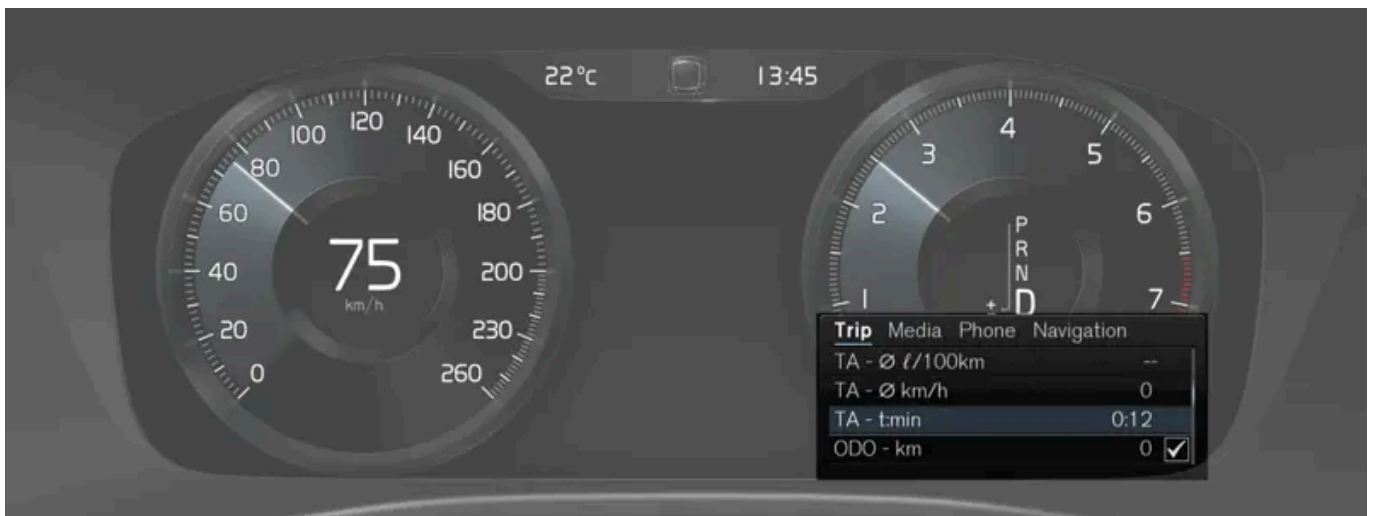 22°C 13:45
0
20
40
60
80
100
120
140
160
180
200
230
260
75
km/h
1
2
3
4
5
6
7
P
R
N
± D
Trip Media Phone Navigation
TA - Ø ℓ/100km --
TA - Ø km/h 0
TA - t:min 0:12
ODO - km 0